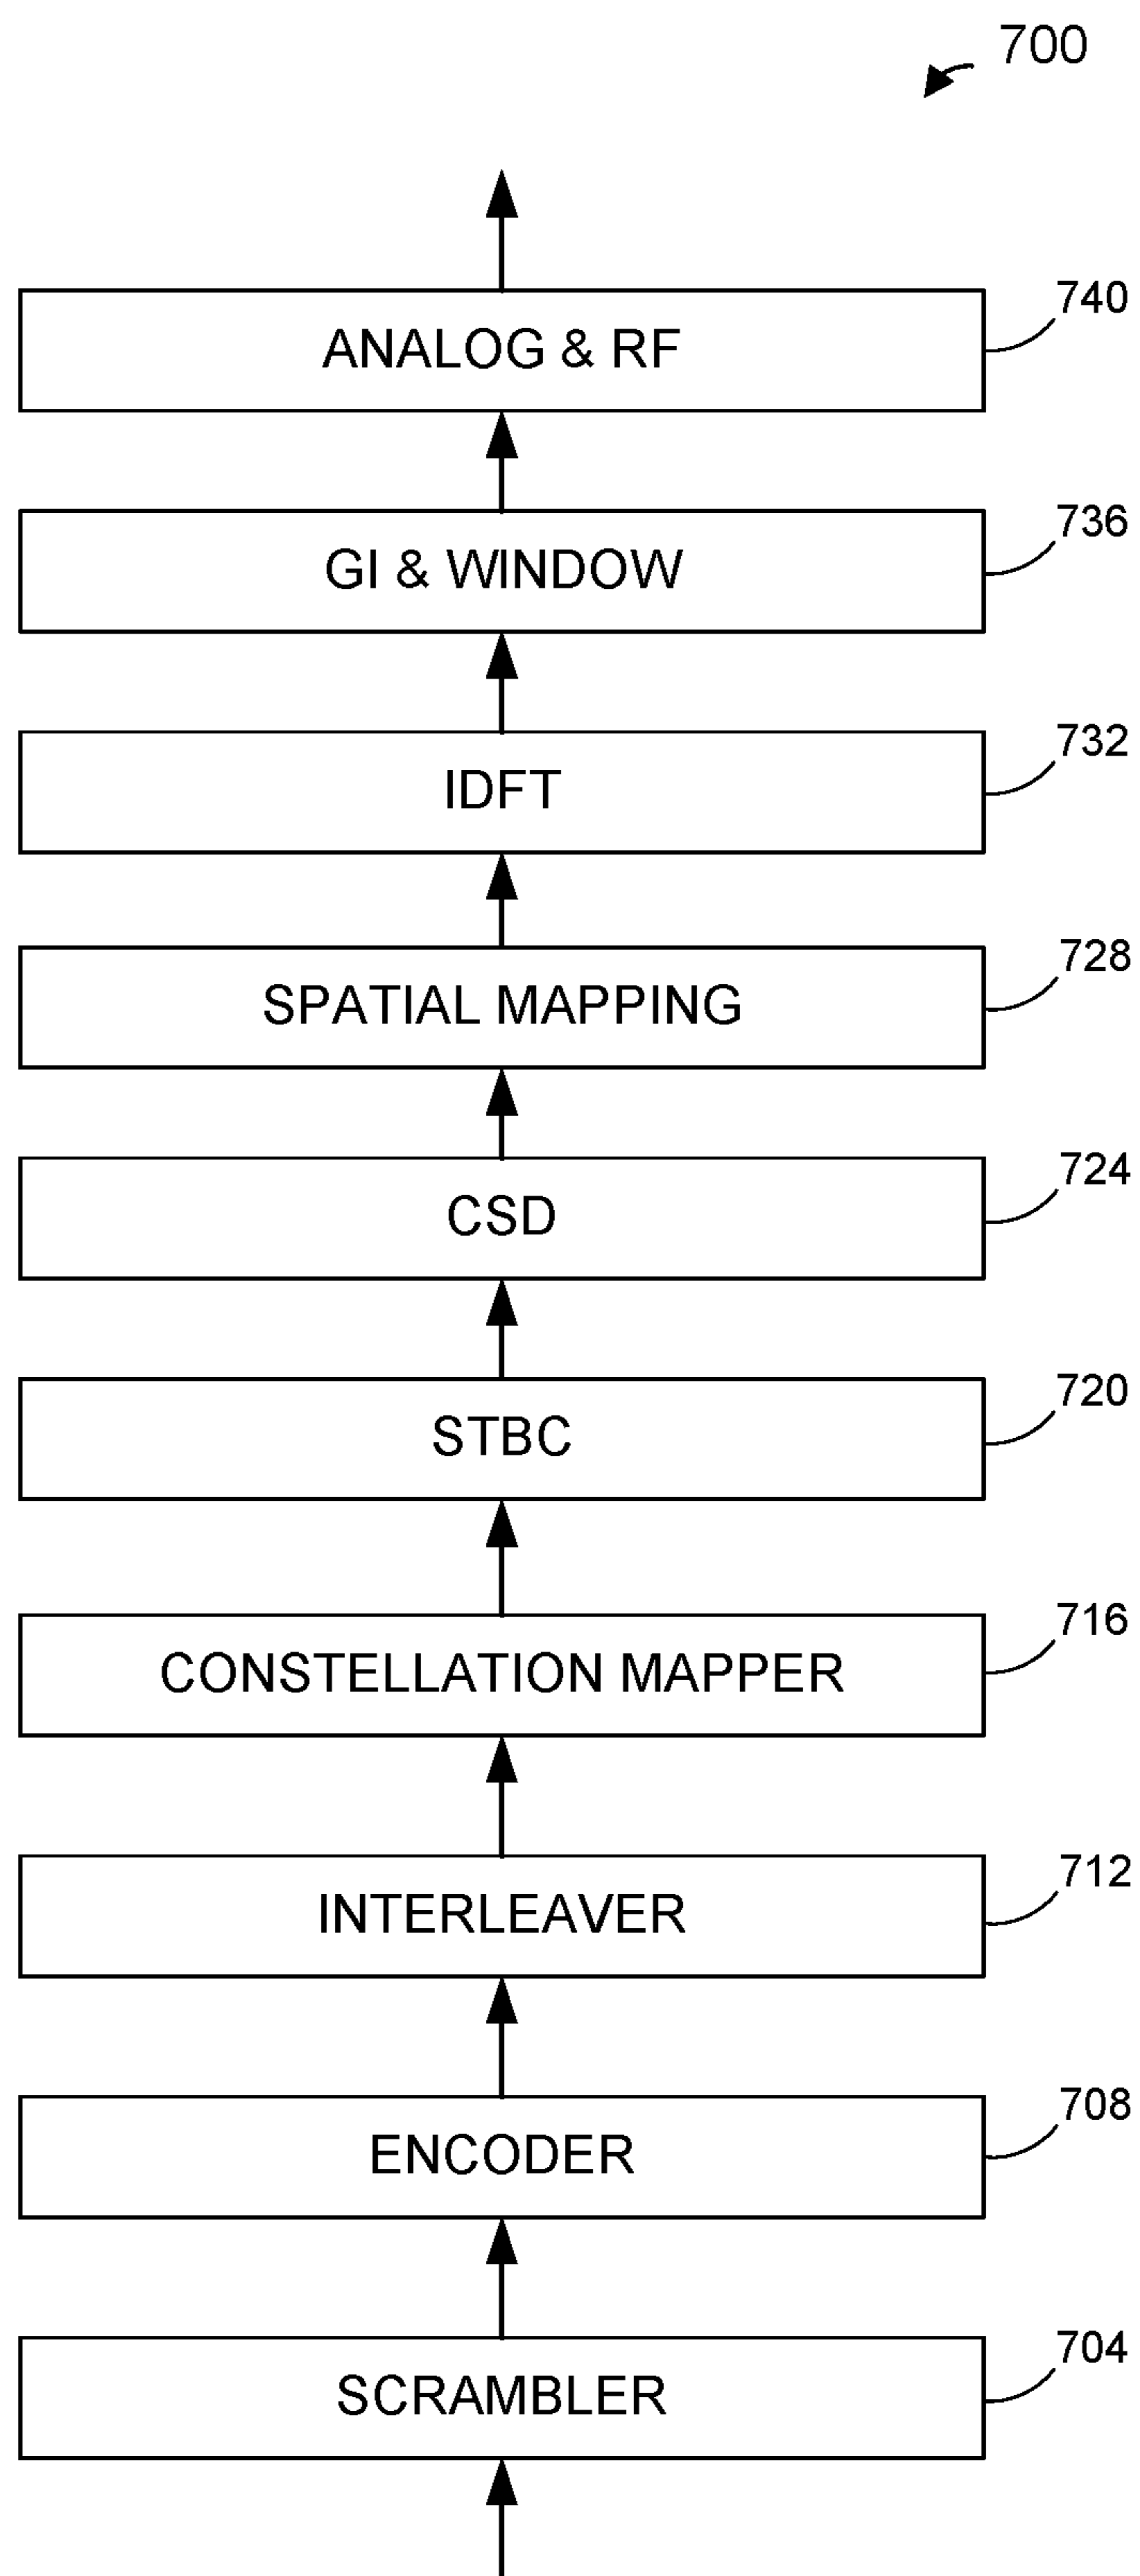 700
740
ANALOG & RF
736
GI & WINDOW
732
IDFT
728
SPATIAL MAPPING
724
CSD
720
STBC
716
CONSTELLATION MAPPER
712
INTERLEAVER
708
ENCODER
704
SCRAMBLER